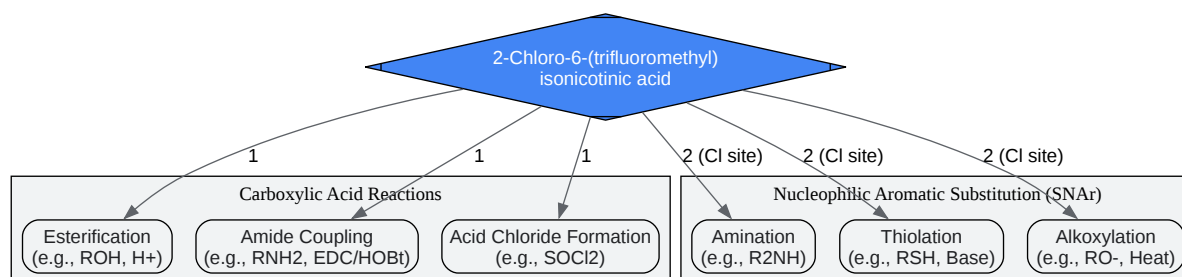 2-Chloro-6-(trifluoromethyl)
isonicotinic acid
1
1
1
2 (Cl site)
2 (Cl site)
2 (Cl site)
Carboxylic Acid Reactions
Nucleophilic Aromatic Substitution (SNAr)
Esterification
(e.g., ROH, H+)
Amide Coupling
(e.g., RNH2, EDC/HOBt)
Acid Chloride Formation
(e.g., SOCl2)
Amination
(e.g., R2NH)
Thiolation
(e.g., RSH, Base)
Alkoxylation
(e.g., RO-, Heat)